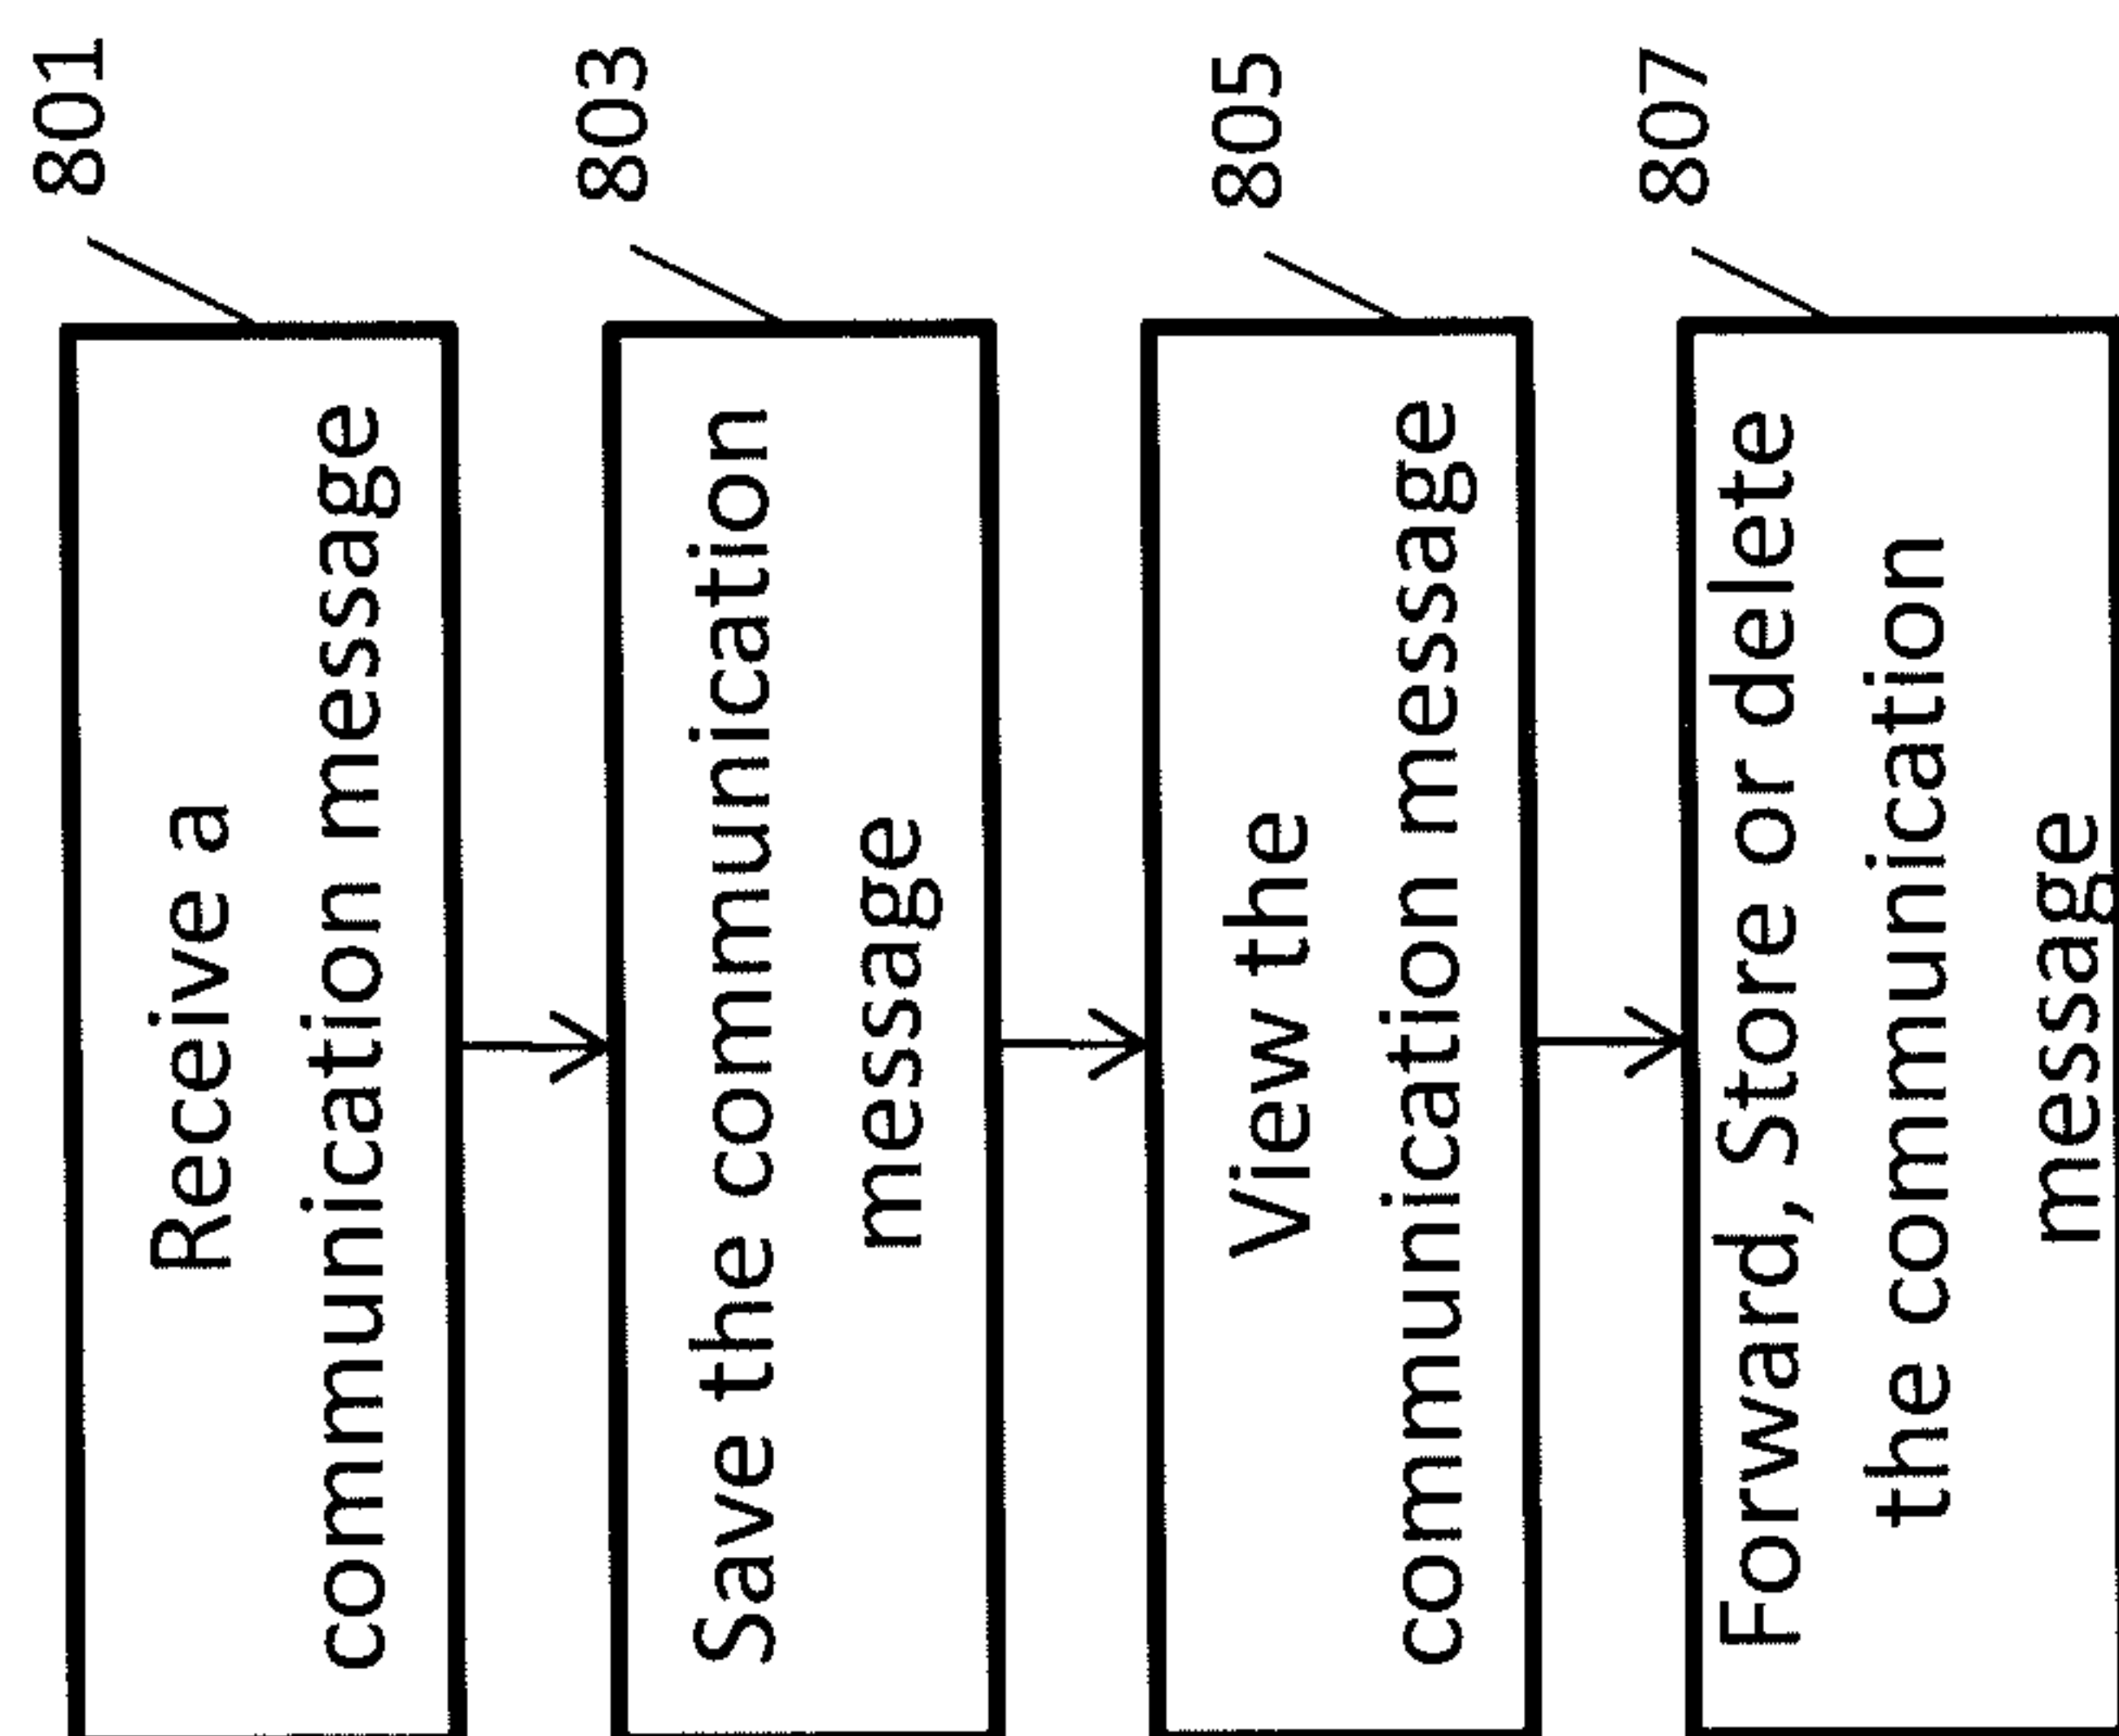 801
Receive a
communication message
803
Save the communication
message
805
View the
communication message
807
Forward, Store or delete
the communication
message